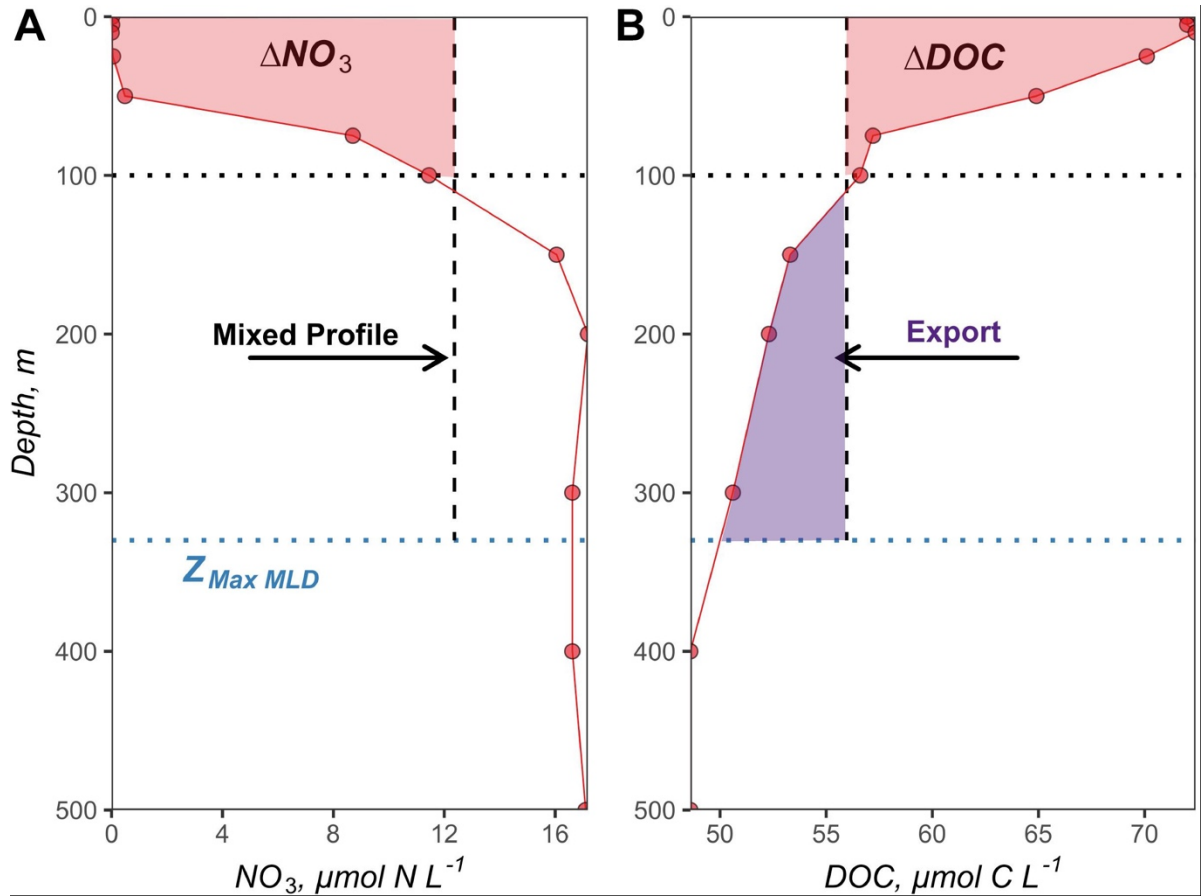 A
B
ΔNO₃
ΔDOC
Mixed Profile
Export
Z Max MLD
Depth, m
0
100
200
300
400
500
0
4
8
12
16
NO₃, µmol N L⁻¹
0
100
200
300
400
500
50
55
60
65
70
DOC, µmol C L⁻¹